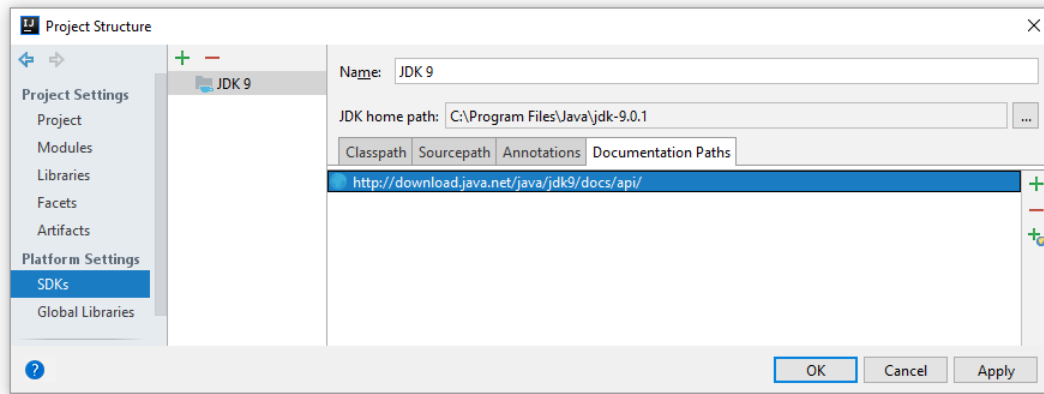 IJ
Project Structure
Project Settings
Project
Modules
Libraries
Facets
Artifacts
Platform Settings
SDKs
Global Libraries
JDK 9
Name: JDK 9
JDK home path: C:\Program Files\Java\jdk-9.0.1 ...
Classpath Sourcepath Annotations Documentation Paths
http://download.java.net/java/jdk9/docs/api/
? OK Cancel Apply